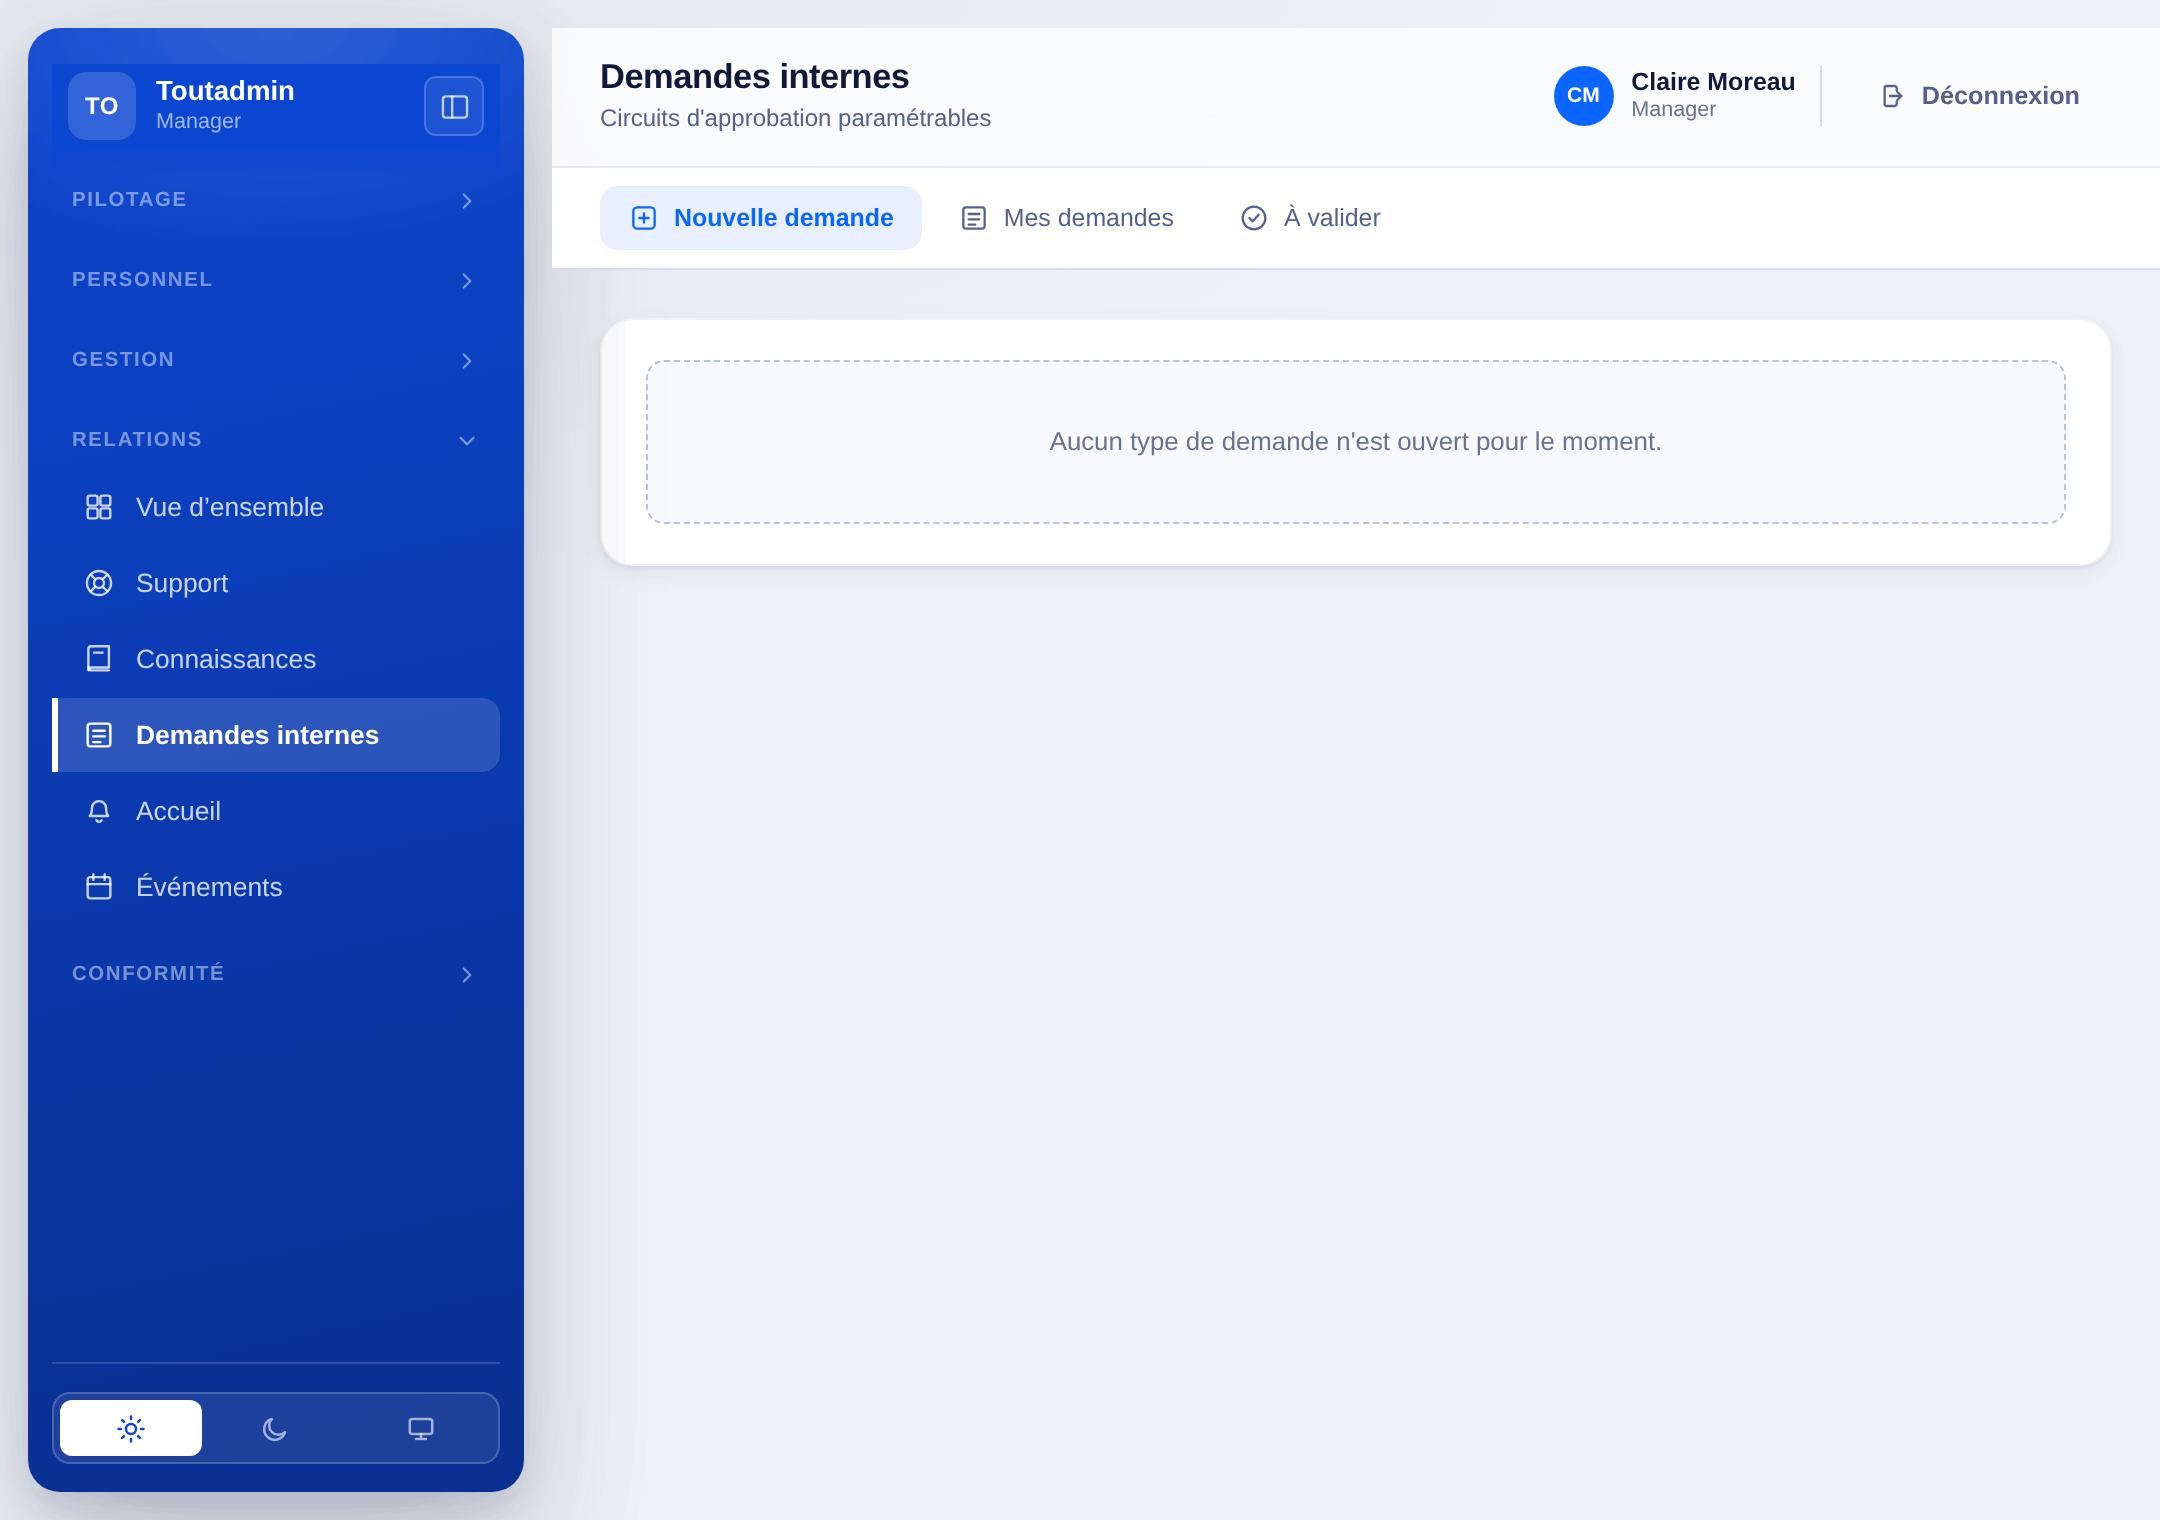 TO
Toutadmin
Manager
PILOTAGE
PERSONNEL
GESTION
RELATIONS
Vue d’ensemble
Support
Connaissances
Demandes internes
Accueil
Événements
CONFORMITÉ
Demandes internes
Circuits d'approbation paramétrables
CM
Claire Moreau
Manager
Déconnexion
Nouvelle demande
Mes demandes
À valider
Aucun type de demande n'est ouvert pour le moment.